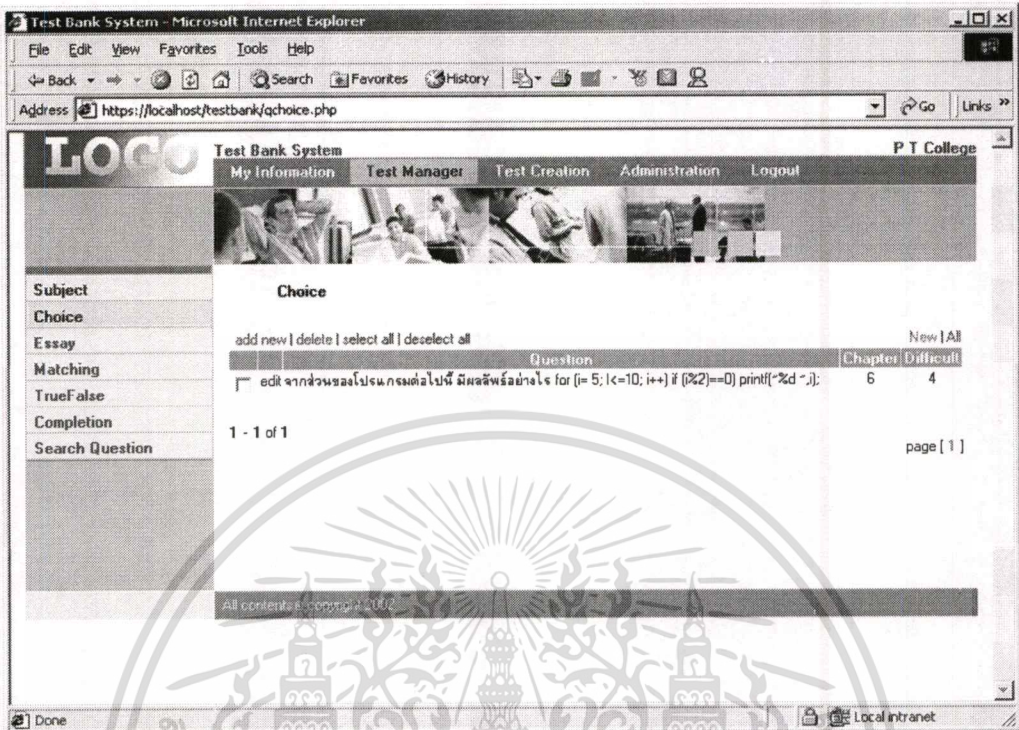 Test Bank System - Microsoft Internet Explorer
File Edit View Favorites Tools Help
Back Search Favorites History
Address https://localhost/testbank/qchoice.php Go Links »
LOGO
Test Bank System P T College
My Information Test Manager Test Creation Administration Logout
Subject
Choice
Essay
Matching
TrueFalse
Completion
Search Question
Choice
add new | delete | select all | deselect all New | All
Question Chapter Difficult
edit จากส่วนของโปรแกรมต่อไปนี้ มีผลลัพธ์อย่างไร for (i= 5; I<=10; i++) if (i%2)==0) printf("%d ",i); 6 4
1 - 1 of 1
page [ 1 ]
All contents © copyright 2002
Done Local intranet